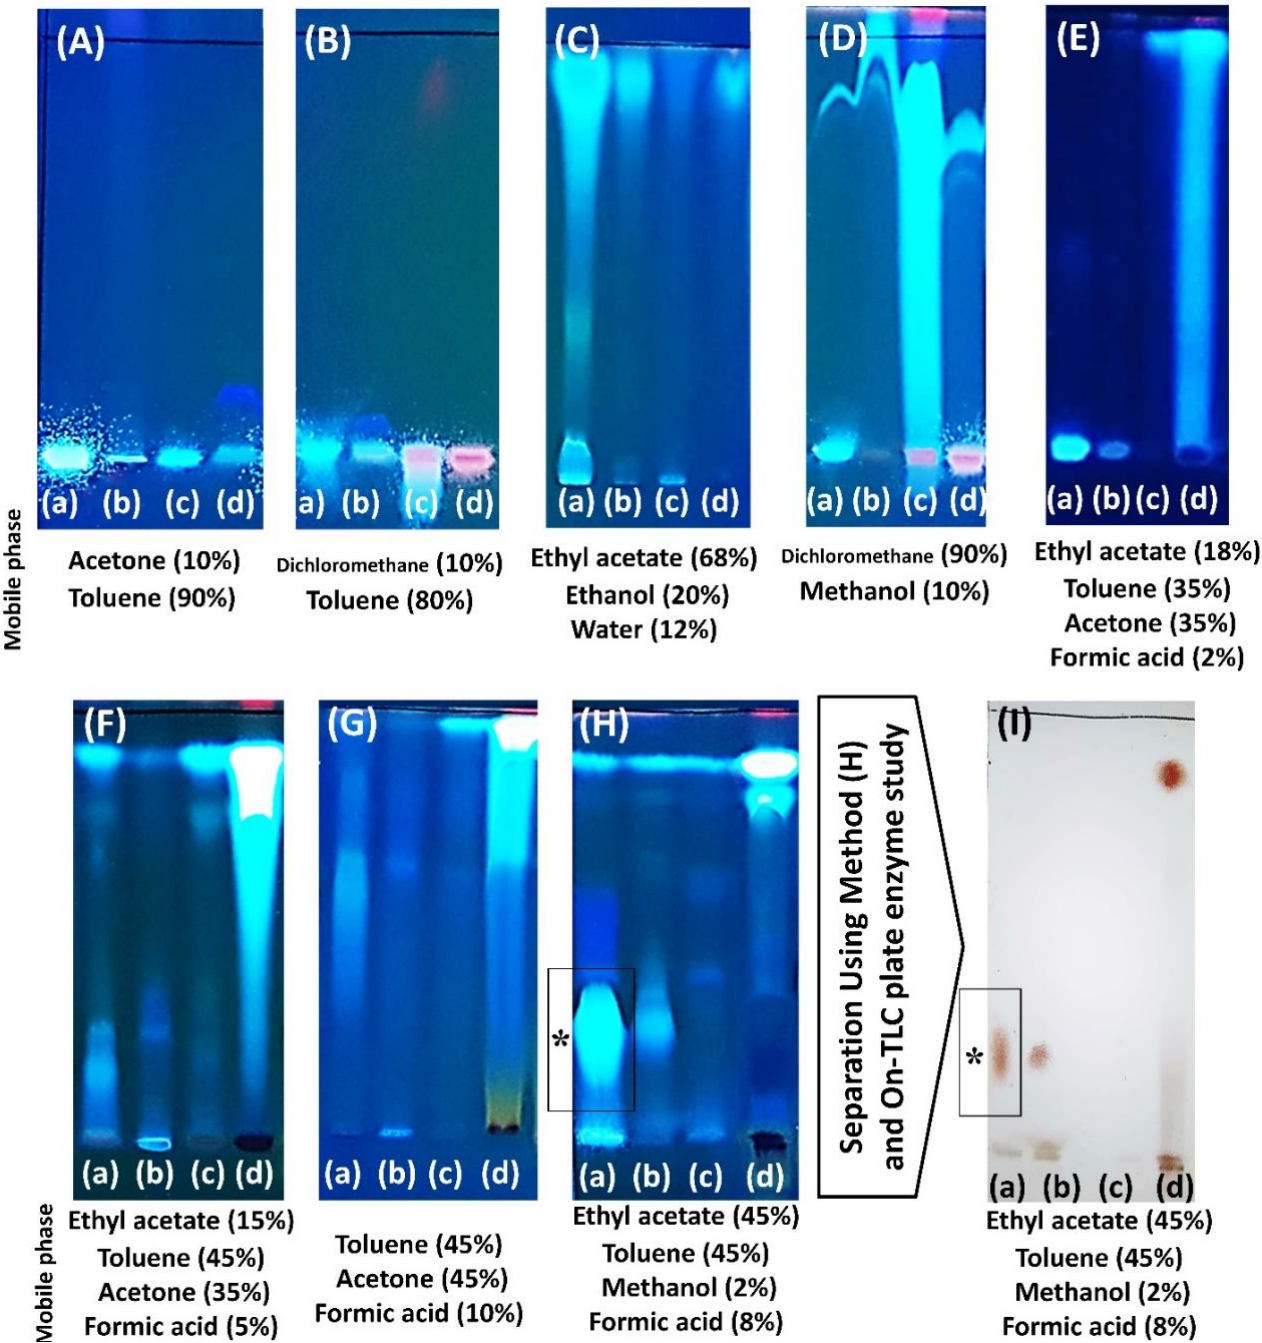 (A) (B) (C) (D) (E)
(a) (b) (c) (d)
a) (b) (c) (d)
(a) (b) (c) (d)
(a) (b) (c) (d)
(a) (b) (c) (d)
Mobile phase
Acetone (10%)
Toluene (90%)
Dichloromethane (10%)
Toluene (80%)
Ethyl acetate (68%)
Ethanol (20%)
Water (12%)
Dichloromethane (90%)
Methanol (10%)
Ethyl acetate (18%)
Toluene (35%)
Acetone (35%)
Formic acid (2%)
(F) (G) (H) (I)
*
Separation Using Method (H)
and On-TLC plate enzyme study
*
(a) (b) (c) (d)
(a) (b) (c) (d)
(a) (b) (c) (d)
(a) (b) (c) (d)
Mobile phase
Ethyl acetate (15%)
Toluene (45%)
Acetone (35%)
Formic acid (5%)
Toluene (45%)
Acetone (45%)
Formic acid (10%)
Ethyl acetate (45%)
Toluene (45%)
Methanol (2%)
Formic acid (8%)
Ethyl acetate (45%)
Toluene (45%)
Methanol (2%)
Formic acid (8%)